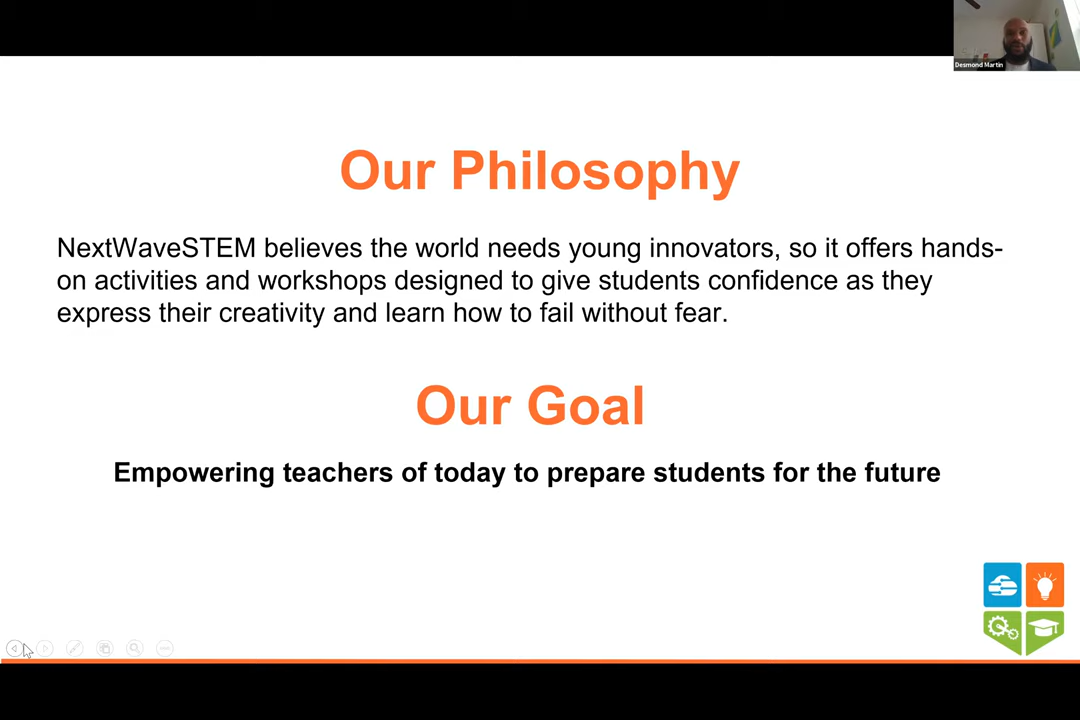 Desmond Martin
Our Philosophy
NextWaveSTEM believes the world needs young innovators, so it offers hands-
on activities and workshops designed to give students confidence as they
express their creativity and learn how to fail without fear.
Our Goal
Empowering teachers of today to prepare students for the future